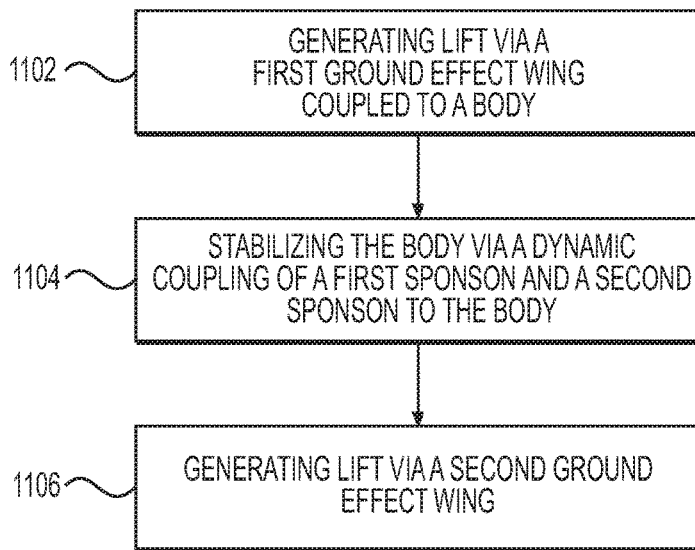 1102
GENERATING LIFT VIA A
FIRST GROUND EFFECT WING
COUPLED TO A BODY
1104
STABILIZING THE BODY VIA A DYNAMIC
COUPLING OF A FIRST SPONSON AND A SECOND
SPONSON TO THE BODY
1106
GENERATING LIFT VIA A SECOND GROUND
EFFECT WING